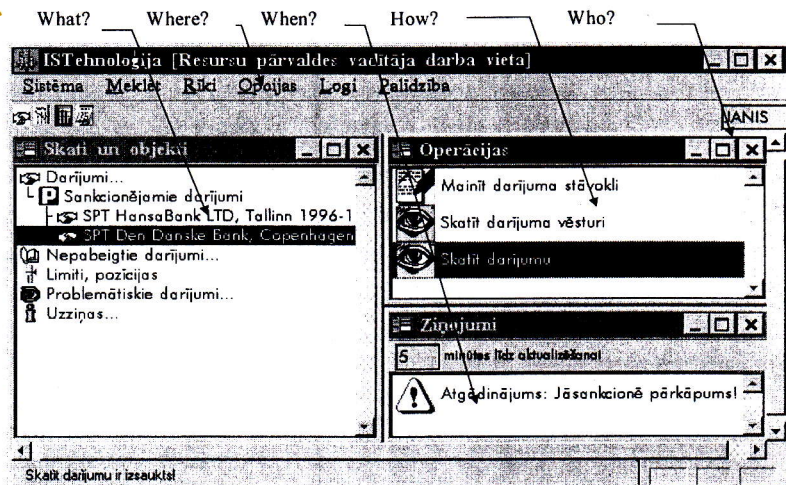 What? Where? When? How? Who?
ISTehnoloģija [Resursu pārvaldes vadītāja darba vieta]
Sistēma Meklēt Rīki Opcijas Logi Palīdzība
JANIS
Skati un objekti
Darījumi...
Sankcionējamie darījumi
SPT HansaBank LTD, Tallinn 1996-1
SPT Den Danske Bank, Copenhagen
Nepabeigtie darījumi...
Limiti, pozīcijas
Problēmātiskie darījumi...
Uzziņas...
Operācijas
Mainīt darījuma stāvokli
Skatīt darījuma vēsturi
Skatīt darījumu
Ziņojumi
5 minūtes līdz aktualizēšanai
Atgādinājums: Jāsankcionē pārkāpums!
Skatīt darījumu ir izsaukts!